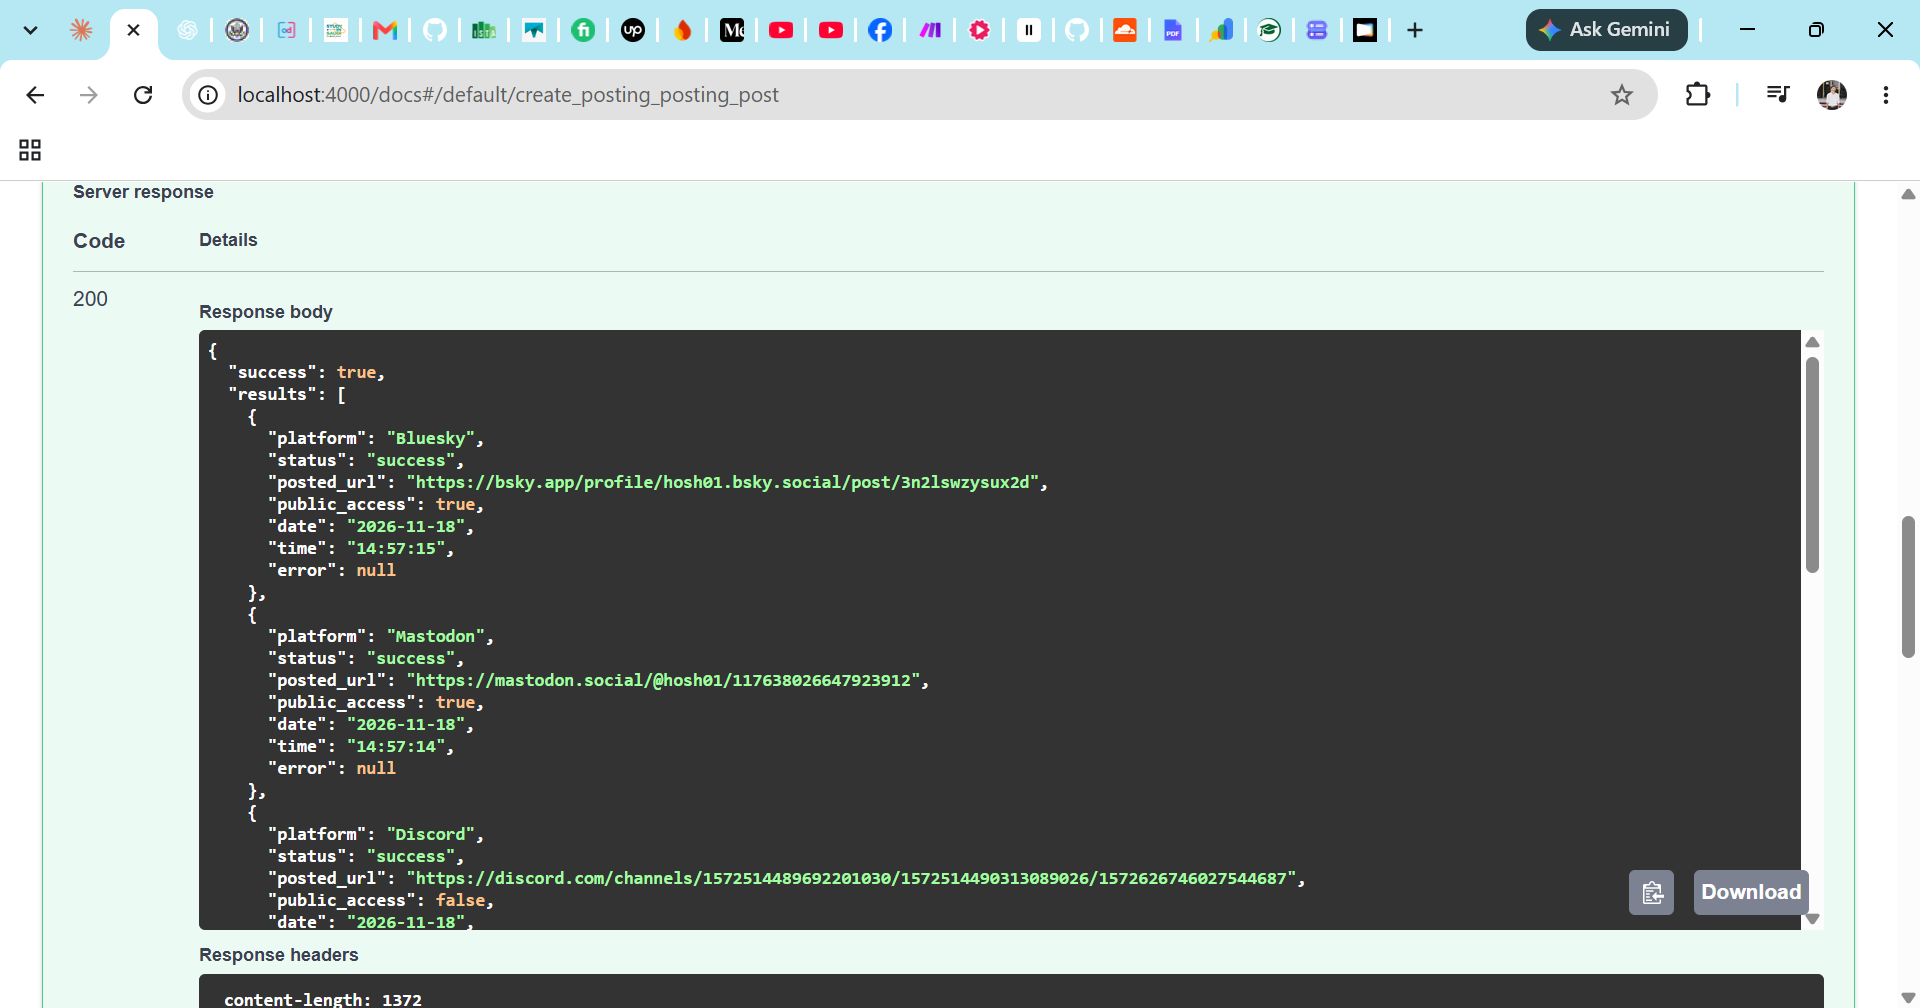 Ask Gemini
localhost:4000/docs#/default/create_posting_posting_post
Server response
Code
Details
200
Response body
{
"success": true,
"results": [
{
"platform": "Bluesky",
"status": "success",
"posted_url": "https://bsky.app/profile/hosh01.bsky.social/post/3n2lswzysux2d",
"public_access": true,
"date": "2026-11-18",
"time": "14:57:15",
"error": null
},
{
"platform": "Mastodon",
"status": "success",
"posted_url": "https://mastodon.social/@hosh01/117638026647923912",
"public_access": true,
"date": "2026-11-18",
"time": "14:57:14",
"error": null
},
{
"platform": "Discord",
"status": "success",
"posted_url": "https://discord.com/channels/1572514489692201030/1572514490313089026/1572626746027544687",
"public_access": false,
"date": "2026-11-18",
Download
Response headers
content-length: 1372